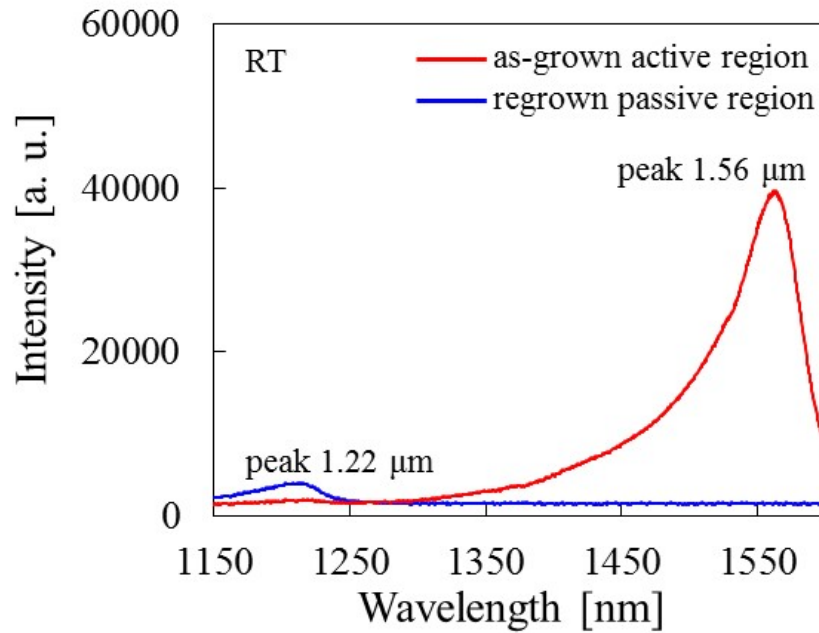 60000
RT
as-grown active region
regrown passive region
peak 1.56 μm
40000
Intensity [a. u.]
20000
peak 1.22 μm
0
1150 1250 1350 1450 1550
Wavelength [nm]